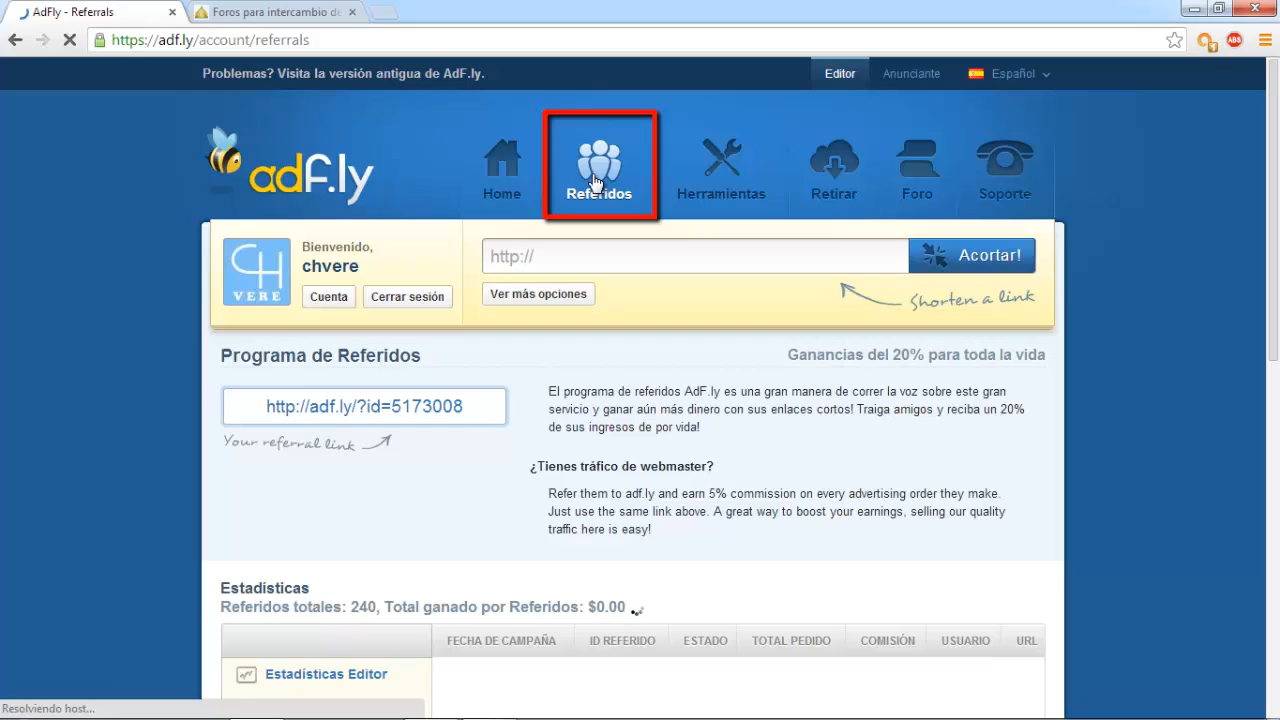 AdFly - Referrals
Foros para intercambio de
https://adf.ly/account/referrals
ABS
Problemas? Visita la versión antigua de AdF.ly.
Editor
Anunciante
Español
adf.ly
Home
Referidos
Herramientas
Retirar
Foro
Soporte
CH
VERE
Bienvenido,
chvere
Cuenta
Cerrar sesión
http://
Acortar!
Ver más opciones
Shorten a link
Programa de Referidos
Ganancias del 20% para toda la vida
http://adf.ly/?id=5173008
Your referral link
El programa de referidos AdF.ly es una gran manera de correr la voz sobre este gran
servicio y ganar aún más dinero con sus enlaces cortos! Traiga amigos y reciba un 20%
de sus ingresos de por vida!
¿Tienes tráfico de webmaster?
Refer them to adf.ly and earn 5% commission on every advertising order they make.
Just use the same link above. A great way to boost your earnings, selling our quality
traffic here is easy!
Estadísticas
Referidos totales: 240, Total ganado por Referidos: $0.00
FECHA DE CAMPAÑA
ID REFERIDO
ESTADO
TOTAL PEDIDO
COMISIÓN
USUARIO
URL
Estadísticas Editor
Resolviendo host...